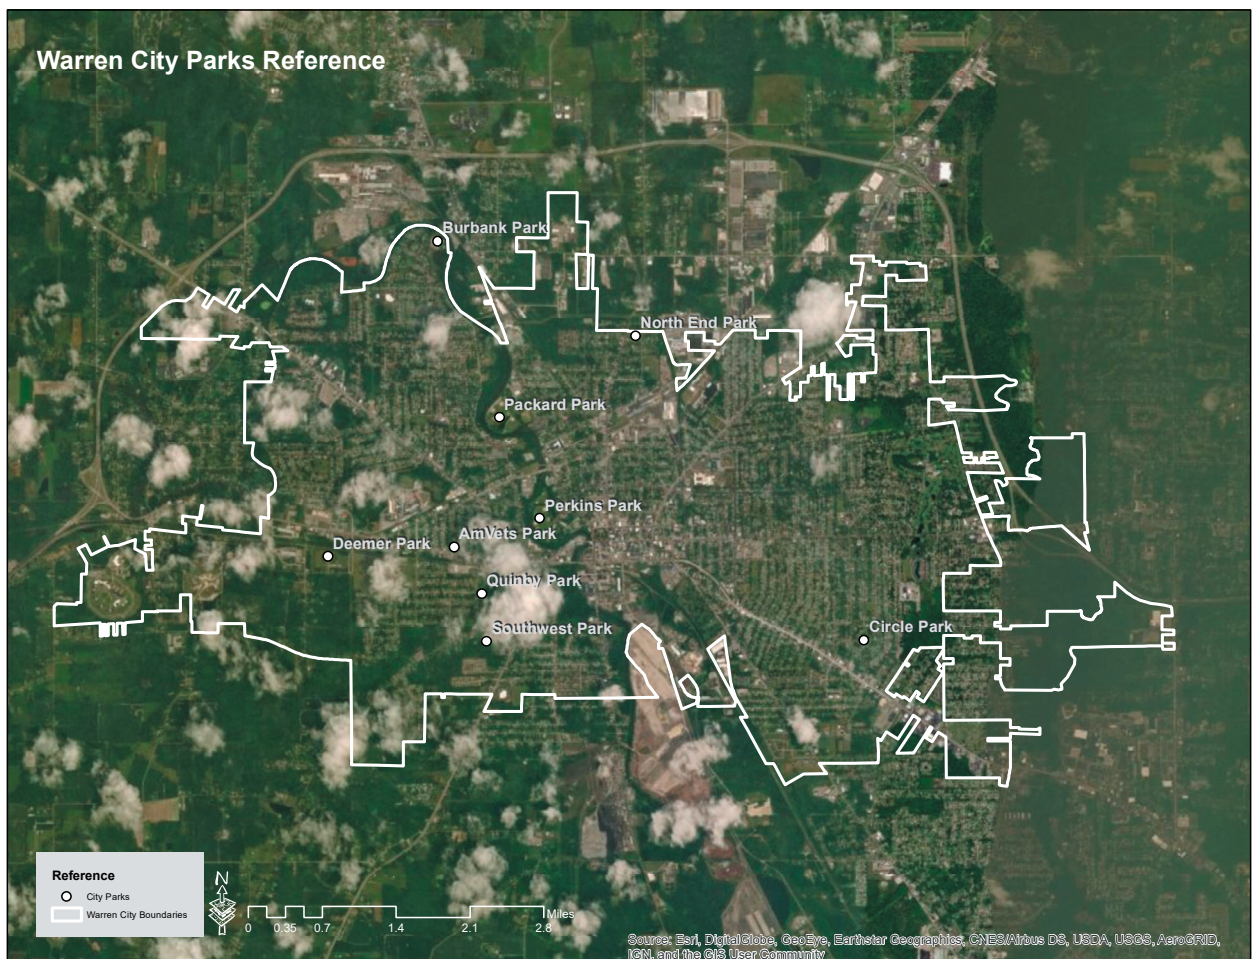 Warren City Parks Reference
Burbank Park
North End Park
Packard Park
Perkins Park
AmVets Park
Deemer Park
Quinby Park
Southwest Park
Circle Park
Reference
City Parks
Warren City Boundaries
N
Miles
0 0.35 0.7 1.4 2.1 2.8
Source: Esri, DigitalGlobe, GeoEye, Earthstar Geographics, CNES/Airbus DS, USDA, USGS, AeroGRID,
IGN, and the GIS User Community